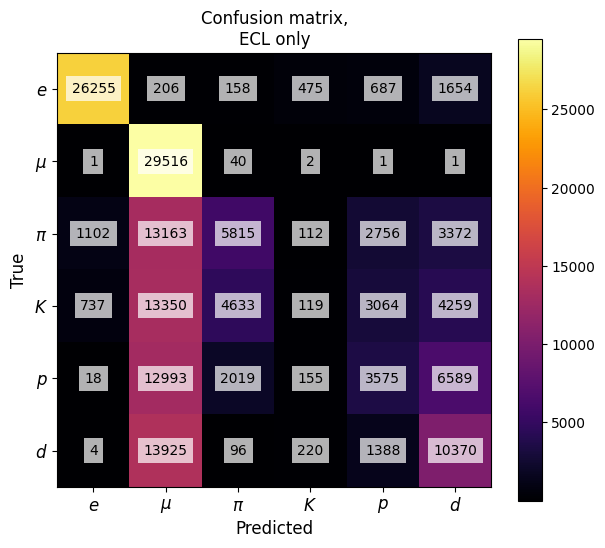 Confusion matrix,
ECL only
True
e 26255 206 158 475 687 1654
μ 1 29516 40 2 1 1
π 1102 13163 5815 112 2756 3372
K 737 13350 4633 119 3064 4259
p 18 12993 2019 155 3575 6589
d 4 13925 96 220 1388 10370
e μ π K p d
Predicted
25000
20000
15000
10000
5000